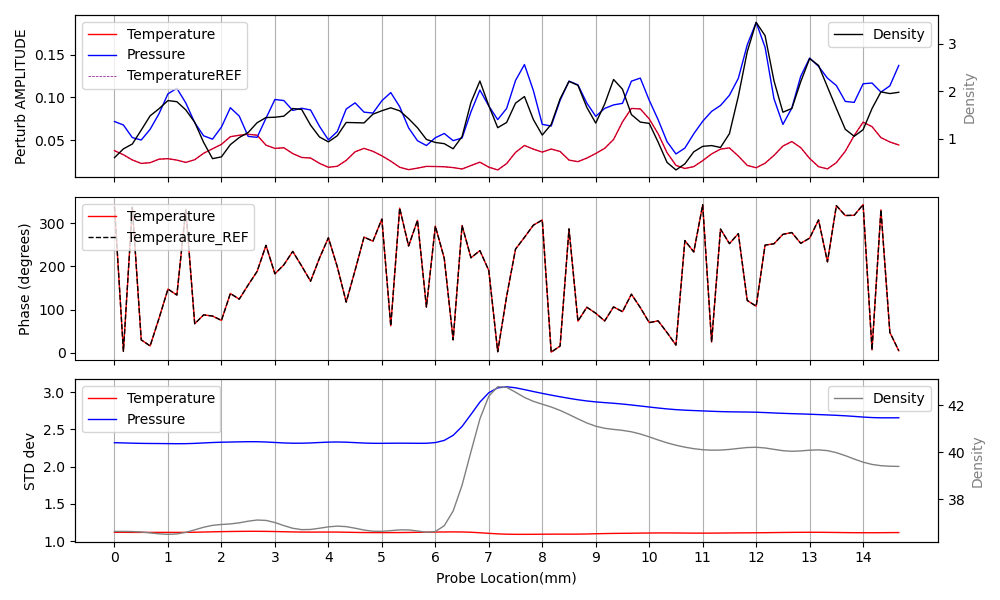 Perturb AMPLITUDE
0.15
0.10
0.05
Temperature
Pressure
TemperatureREF
Density
3
2
1
Density
Phase (degrees)
300
200
100
0
Temperature
Temperature_REF
STD dev
3.0
2.5
2.0
1.5
1.0
Temperature
Pressure
Density
42
40
38
Density
0 1 2 3 4 5 6 7 8 9 10 11 12 13 14
Probe Location(mm)